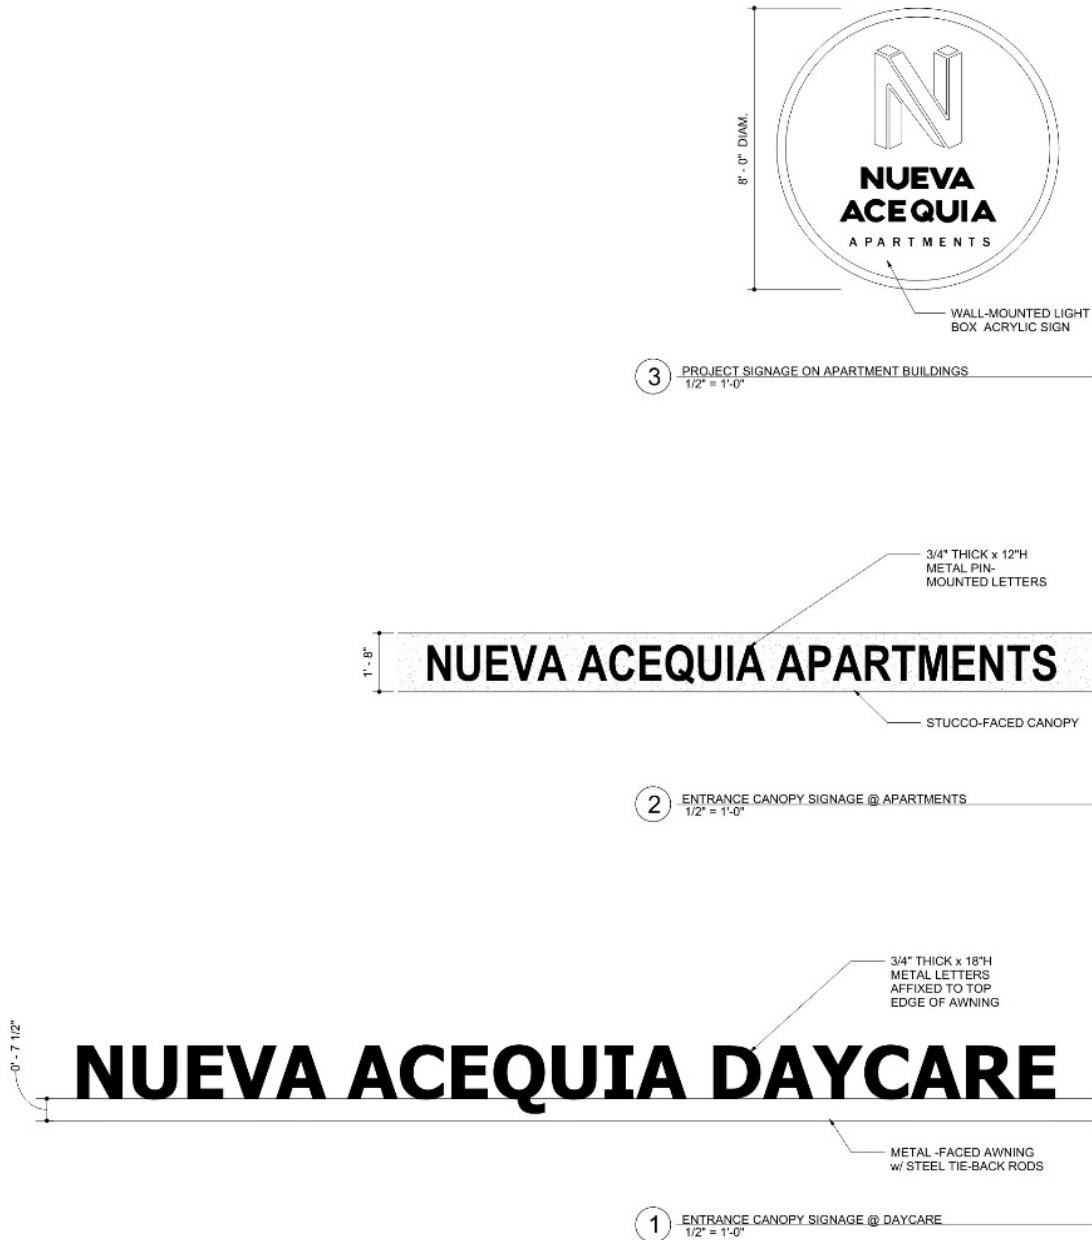 8' - 0" DIAM.
N
NUEVA
ACEQUIA
APARTMENTS
WALL-MOUNTED LIGHT
BOX ACRYLIC SIGN
3
PROJECT SIGNAGE ON APARTMENT BUILDINGS
1/2" = 1'-0"
3/4" THICK x 12"H
METAL PIN-
MOUNTED LETTERS
1' - 8"
NUEVA ACEQUIA APARTMENTS
STUCCO-FACED CANOPY
2
ENTRANCE CANOPY SIGNAGE @ APARTMENTS
1/2" = 1'-0"
3/4" THICK x 18"H
METAL LETTERS
AFFIXED TO TOP
EDGE OF AWNING
0' - 7 1/2"
NUEVA ACEQUIA DAYCARE
METAL -FACED AWNING
w/ STEEL TIE-BACK RODS
1
ENTRANCE CANOPY SIGNAGE @ DAYCARE
1/2" = 1'-0"